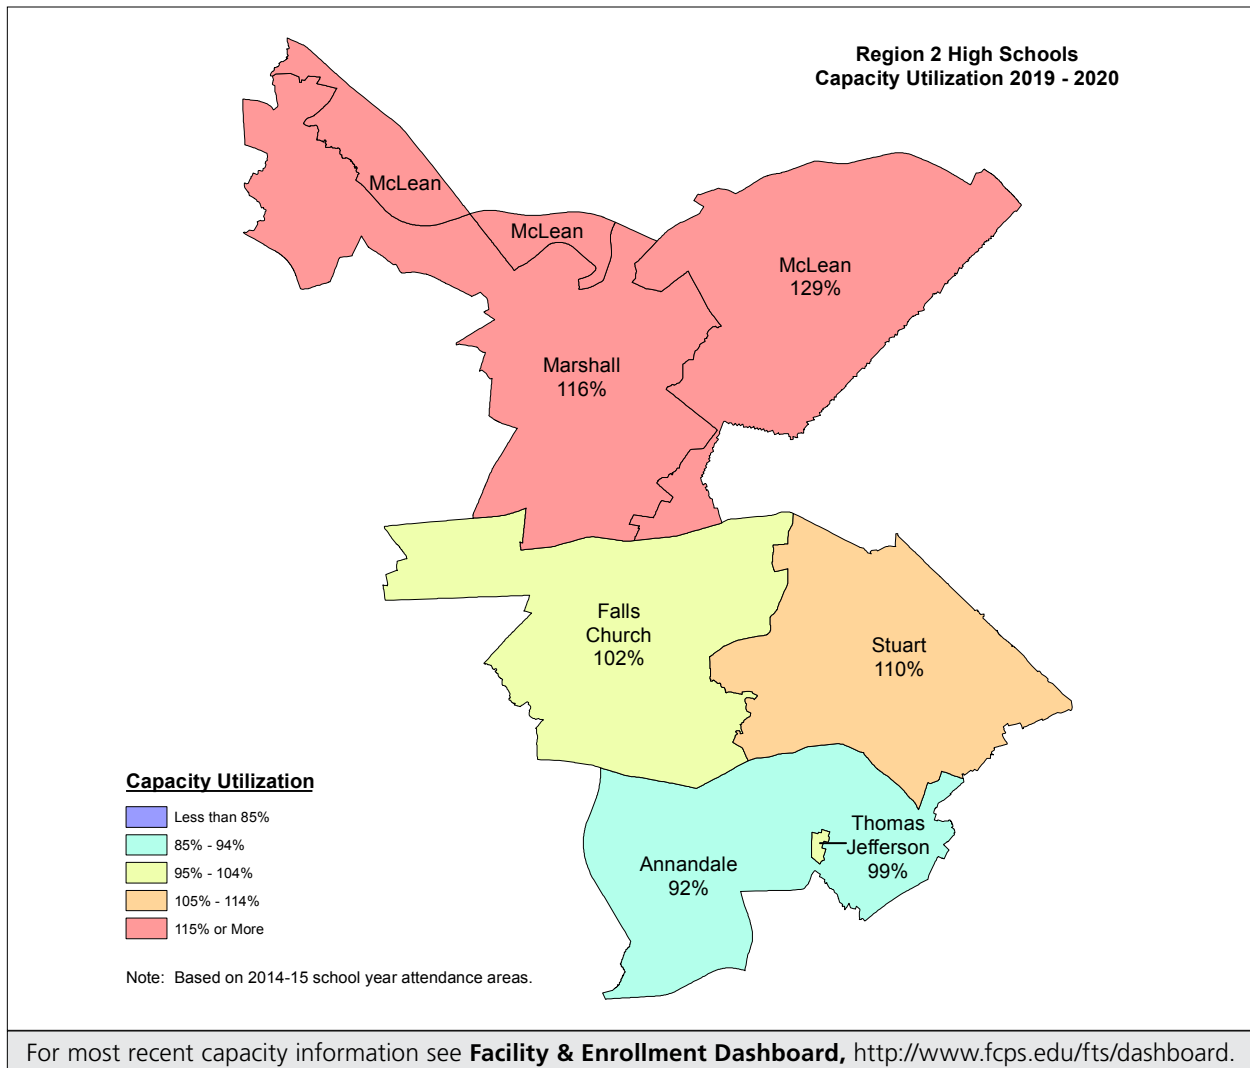 Region 2 High Schools
Capacity Utilization 2019 - 2020
McLean
McLean
McLean
129%
Marshall
116%
Falls
Church
102%
Stuart
110%
Capacity Utilization
Less than 85%
85% - 94%
95% - 104%
105% - 114%
115% or More
Thomas
Jefferson
99%
Annandale
92%
Note:  Based on 2014-15 school year attendance areas.
For most recent capacity information see Facility & Enrollment Dashboard, http://www.fcps.edu/fts/dashboard.